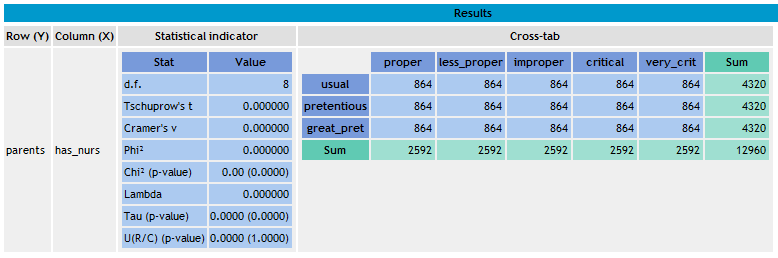 Results
Row (Y) Column (X) Statistical indicator Cross-tab
parents has_nurs
Stat Value
d.f. 8
Tschuprow's t 0.000000
Cramer's v 0.000000
Phi² 0.000000
Chi² (p-value) 0.00 (0.0000)
Lambda 0.000000
Tau (p-value) 0.0000 (0.0000)
U(R/C) (p-value) 0.0000 (1.0000)
proper less_proper improper critical very_crit Sum
usual 864 864 864 864 864 4320
pretentious 864 864 864 864 864 4320
great_pret 864 864 864 864 864 4320
Sum 2592 2592 2592 2592 2592 12960